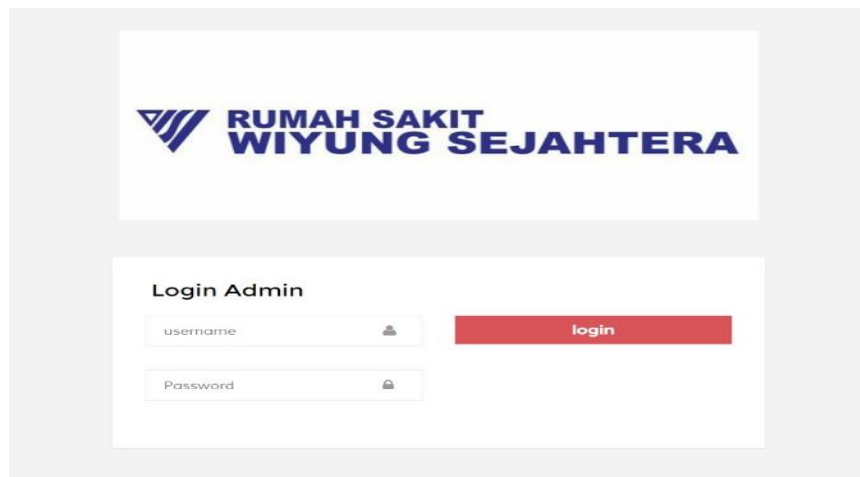 RUMAH SAKIT
WIYUNG SEJAHTERA
Login Admin
username
login
Password